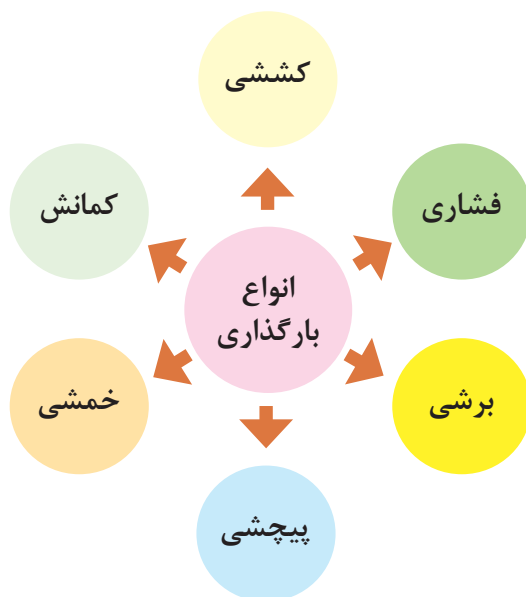 کششی
فشاری
کمانش
انواع
بارگذاری
برشی
خمشی
پیچشی